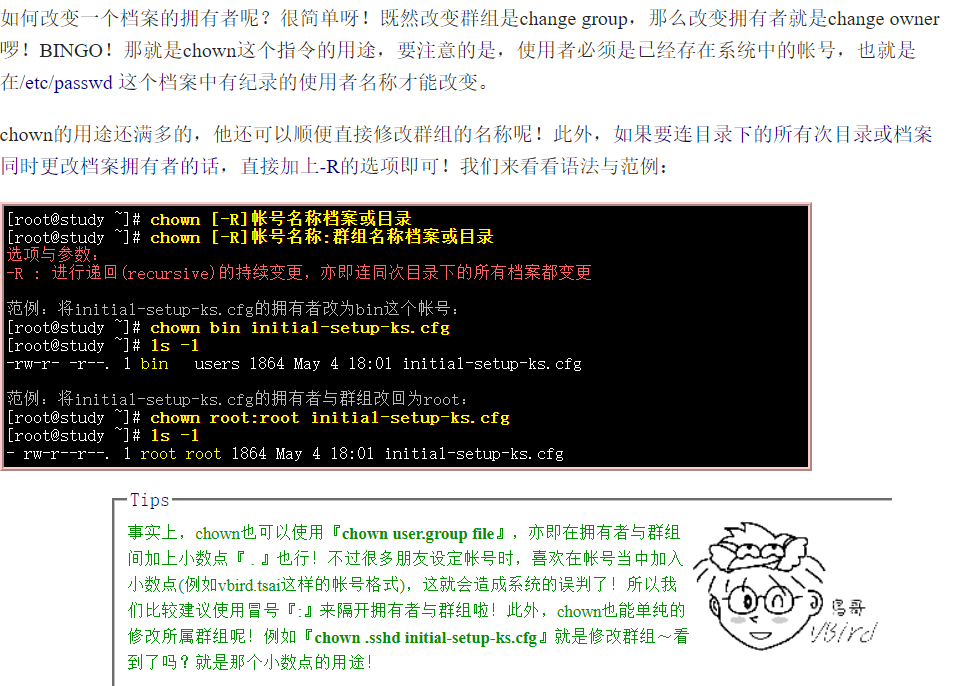 如何改变一个档案的拥有者呢？很简单呀！既然改变群组是change group，那么改变拥有者就是change owner
啰！BINGO！那就是chown这个指令的用途，要注意的是，使用者必须是已经存在系统中的帐号，也就是
在/etc/passwd 这个档案中有纪录的使用者名称才能改变。
chown的用途还满多的，他还可以顺便直接修改群组的名称呢！此外，如果要连目录下的所有次目录或档案
同时更改档案拥有者的话，直接加上-R的选项即可！我们来看看语法与范例：
[root@study ~]# chown [-R]帐号名称档案或目录
[root@study ~]# chown [-R]帐号名称:群组名称档案或目录
选项与参数：
-R : 进行递回(recursive)的持续变更，亦即连同次目录下的所有档案都变更
范例：将initial-setup-ks.cfg的拥有者改为bin这个帐号：
[root@study ~]# chown bin initial-setup-ks.cfg
[root@study ~]# ls -l
-rw-r- -r--. 1 bin users 1864 May 4 18:01 initial-setup-ks.cfg
范例：将initial-setup-ks.cfg的拥有者与群组改回为root：
[root@study ~]# chown root:root initial-setup-ks.cfg
[root@study ~]# ls -l
- rw-r--r--. 1 root root 1864 May 4 18:01 initial-setup-ks.cfg
Tips
事实上，chown也可以使用『chown user.group file』，亦即在拥有者与群组
间加上小数点『 . 』也行！不过很多朋友设定帐号时，喜欢在帐号当中加入
小数点(例如vbird.tsai这样的帐号格式)，这就会造成系统的误判了！所以我
们比较建议使用冒号『:』来隔开拥有者与群组啦！此外，chown也能单纯的
修改所属群组呢！例如『chown .sshd initial-setup-ks.cfg』就是修改群组～看
到了吗？就是那个小数点的用途！
鸟哥
VBird